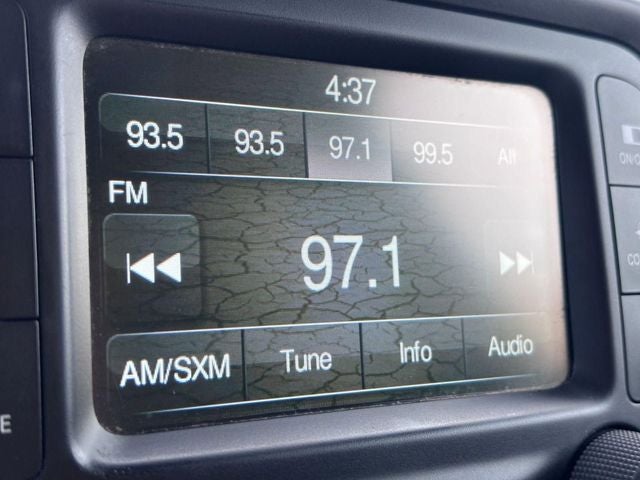 4:37
93.5 93.5 97.1 99.5 All
FM
97.1
AM/SXM Tune Info Audio